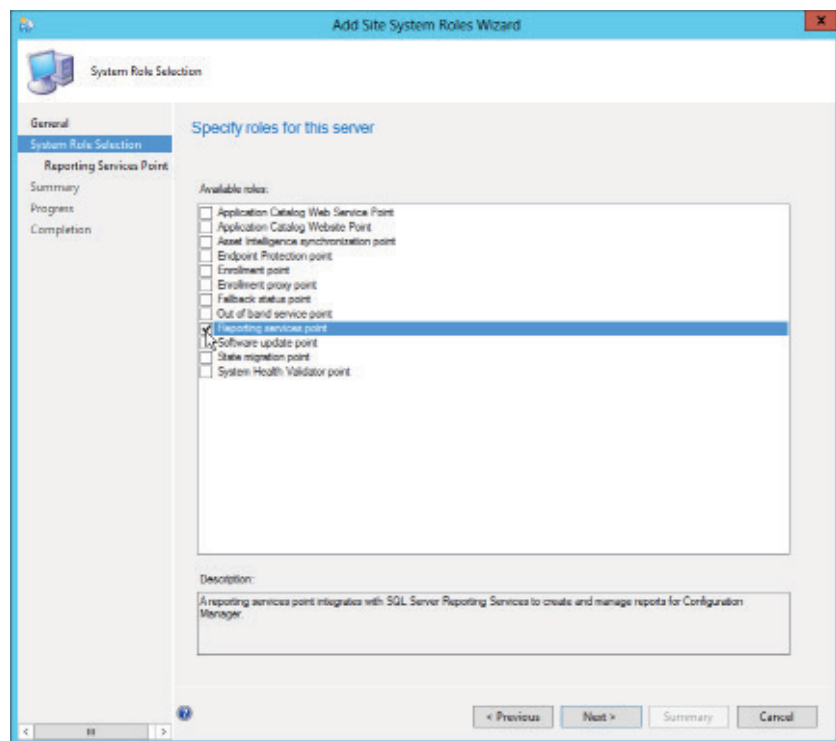 Add Site System Roles Wizard
x
System Role Selection
General
System Role Selection
Reporting Services Point
Summary
Progress
Completion
Specify roles for this server
Available roles:
Application Catalog Web Service Point
Application Catalog Website Point
Asset Intelligence synchronization point
Endpoint Protection point
Enrollment point
Enrollment proxy point
Fallback status point
Out of band service point
Reporting services point
Software update point
State migration point
System Health Validator point
Description:
A reporting services point integrates with SQL Server Reporting Services to create and manage reports for Configuration
Manager.
< Previous
Next >
Summary
Cancel